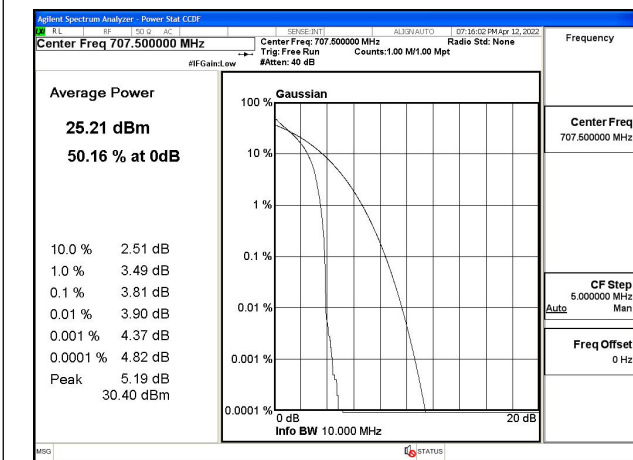 Agilent Spectrum Analyzer - Power Stat CCDF
LXI RL RF 50 Ω AC SENSE:INT ALIGN AUTO 07:16:02 PM Apr 12, 2022
Center Freq 707.500000 MHz
Center Freq: 707.500000 MHz Radio Std: None
Trig: Free Run Counts:1.00 M/1.00 Mpt
#IFGain:Low #Atten: 40 dB
Frequency
Average Power
25.21 dBm
50.16 % at 0dB
10.0 % 2.51 dB
1.0 % 3.49 dB
0.1 % 3.81 dB
0.01 % 3.90 dB
0.001 % 4.37 dB
0.0001 % 4.82 dB
Peak 5.19 dB
30.40 dBm
Gaussian
100 %
10 %
1 %
0.1 %
0.01 %
0.001 %
0.0001 %
0 dB 20 dB
Info BW 10.000 MHz
Center Freq
707.500000 MHz
CF Step
5.000000 MHz
Auto Man
Freq Offset
0 Hz
MSG STATUS